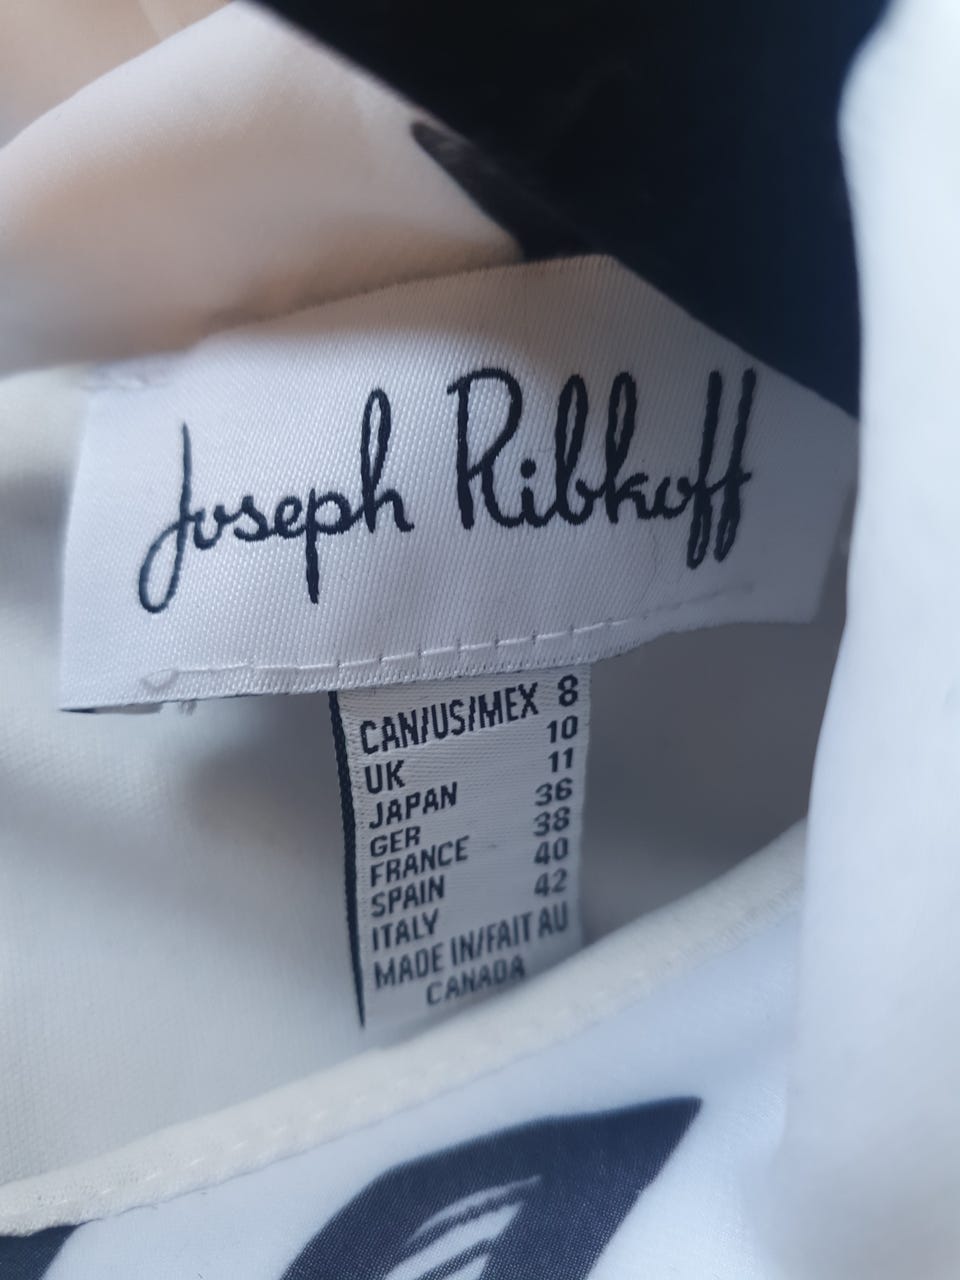 Joseph Ribkoff
CAN/US/MEX 8
UK 10
JAPAN 11
GER 36
FRANCE 38
SPAIN 40
ITALY 42
MADE IN/FAIT AU
CANADA